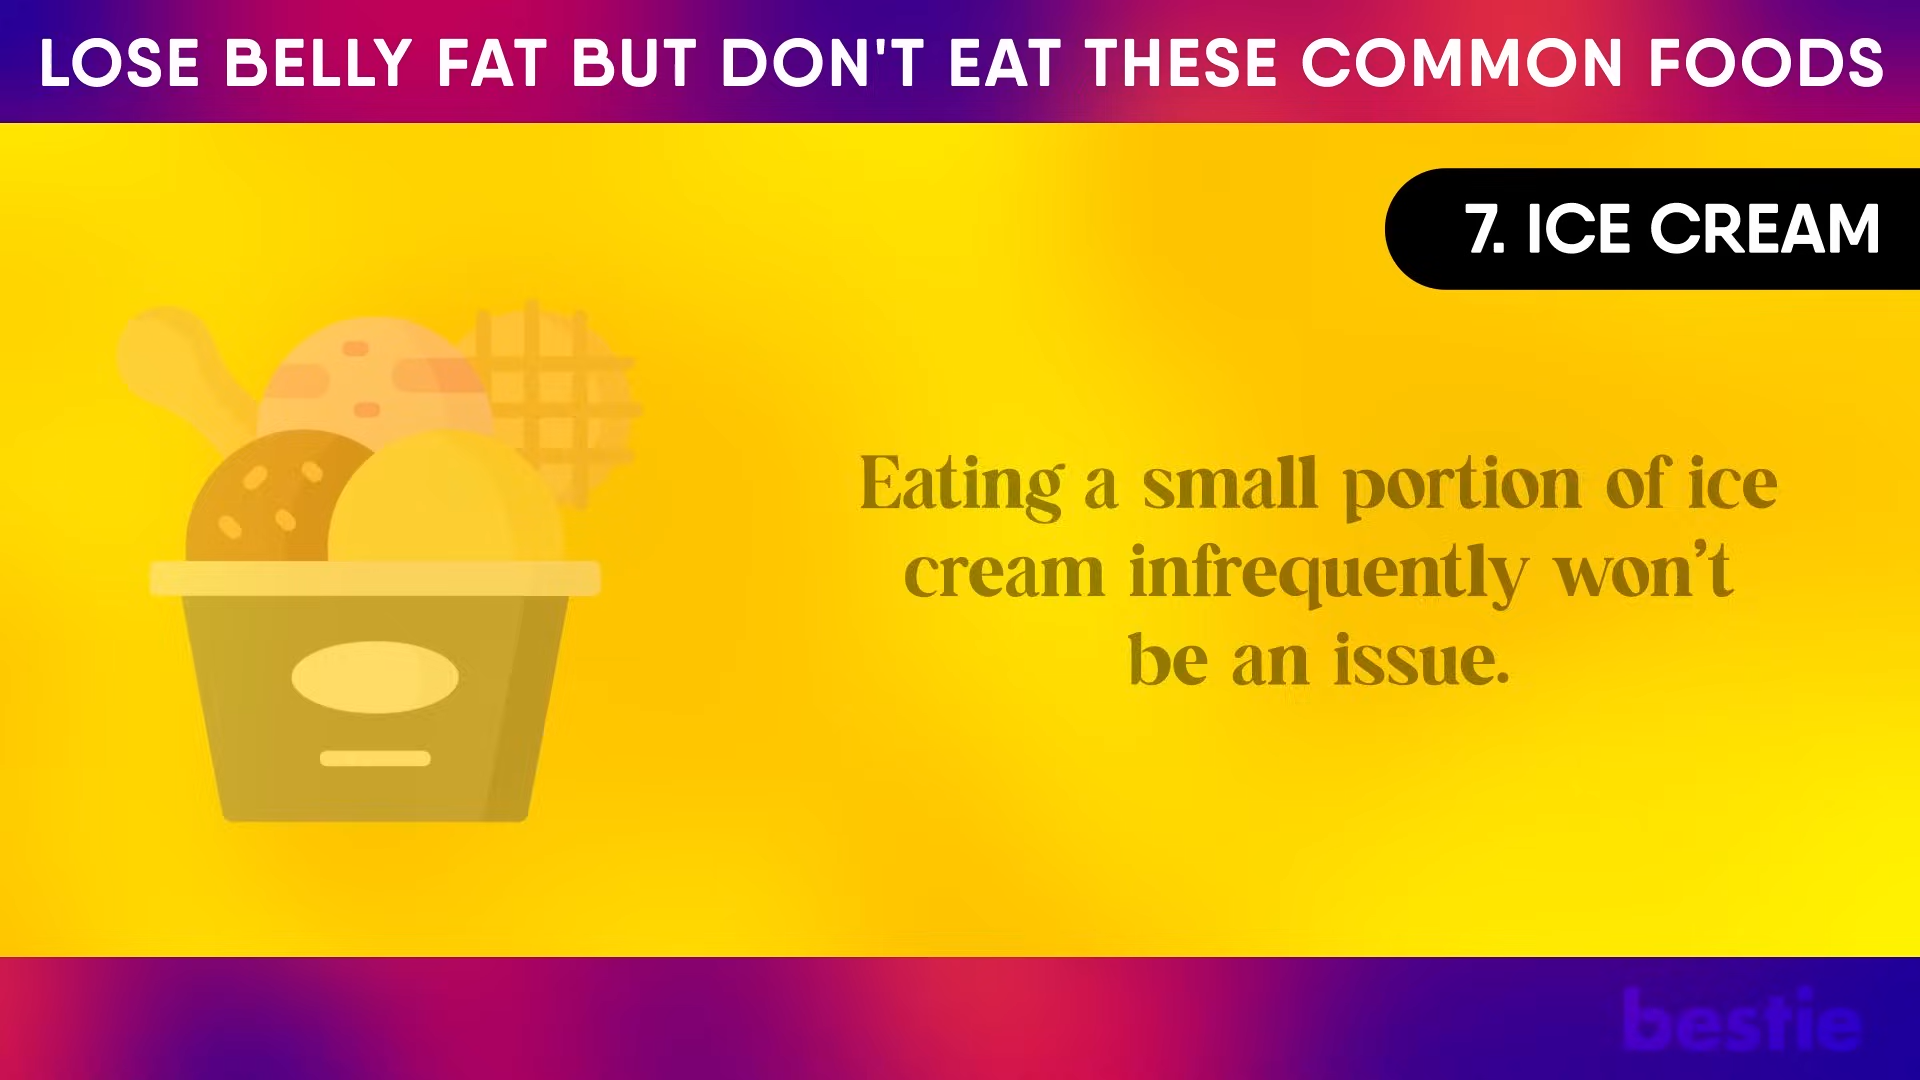 LOSE BELLY FAT BUT DON'T EAT THESE COMMON FOODS
7. ICE CREAM
Eating a small portion of ice
cream infrequently won’t
be an issue.
bestie